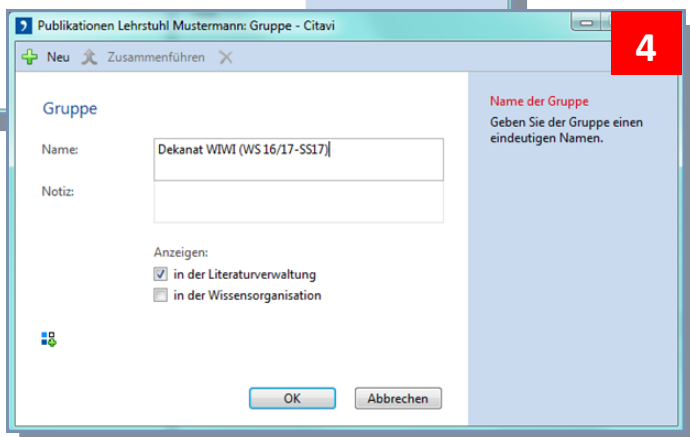 Publikationen Lehrstuhl Mustermann: Gruppe - Citavi
4
Neu Zusammenführen
Gruppe
Name: Dekanat WIWI (WS 16/17-SS17)
Notiz:
Anzeigen:
in der Literaturverwaltung
in der Wissensorganisation
OK Abbrechen
Name der Gruppe
Geben Sie der Gruppe einen
eindeutigen Namen.